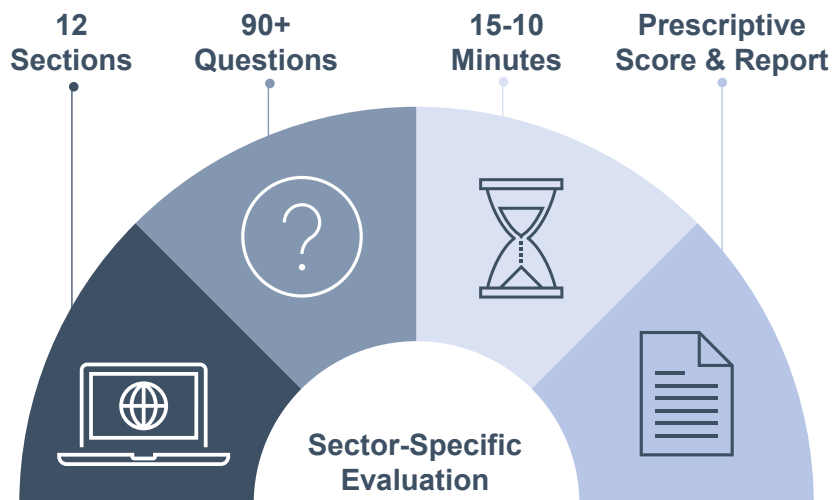 12
Sections
90+
Questions
15-10
Minutes
Prescriptive
Score & Report
Sector-Specific
Evaluation